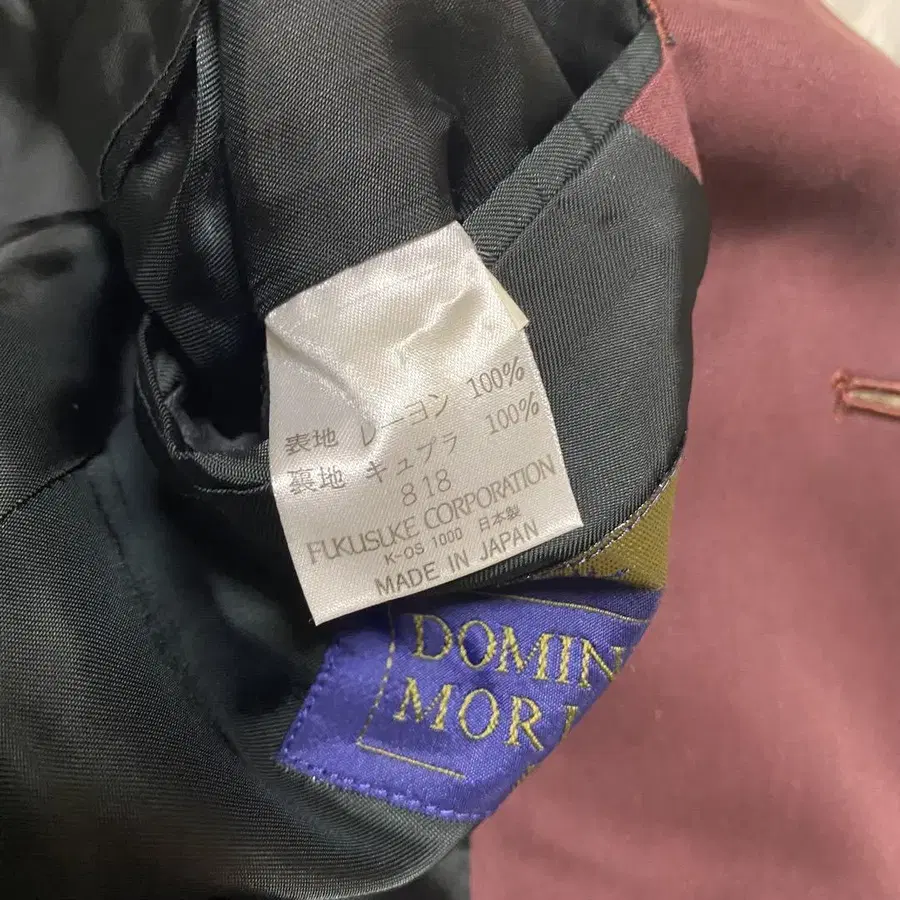 表地 レーヨン 100%
裏地 キュプラ 100%
818
FUKUSUKE CORPORATION
K-OS 1000 日本製
MADE IN JAPAN
DOMIN
MOR